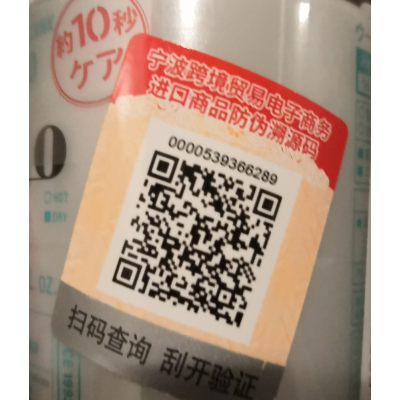 約10秒
ケア
宁波跨境贸易电子商务
进口商品防伪溯源码
0000539366289
扫码查询 刮开验证
OZ.